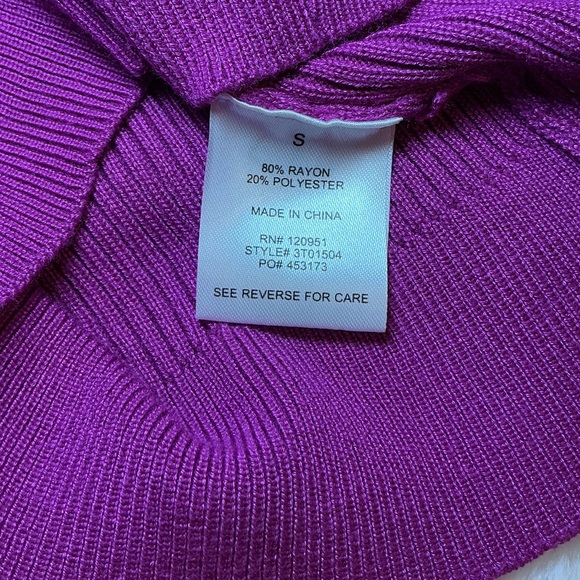 S
80% RAYON
20% POLYESTER
MADE IN CHINA
RN# 120951
STYLE# 3T01504
PO# 453173
SEE REVERSE FOR CARE